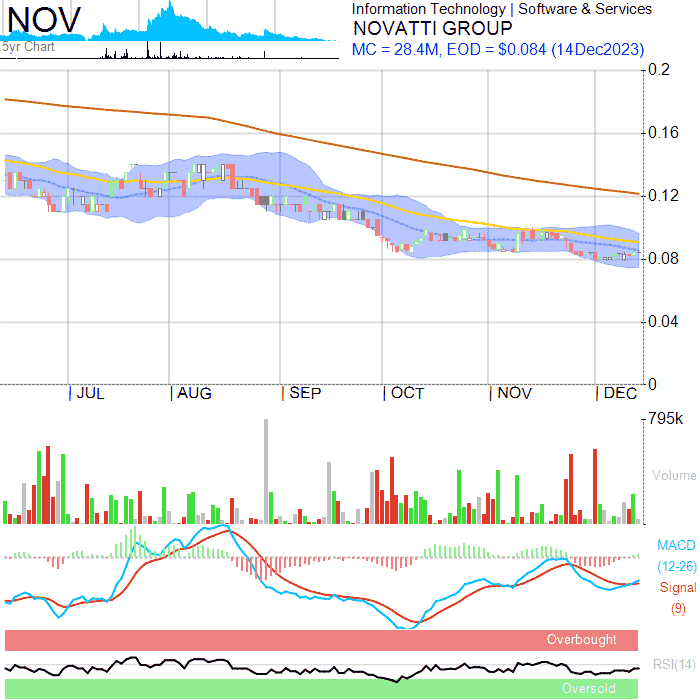 NOV
5yr Chart
Information Technology | Software & Services
NOVATTI GROUP
MC = 28.4M, EOD = $0.084 (14Dec2023)
0.2
0.16
0.12
0.08
0.04
0
JUL AUG SEP OCT NOV DEC
795k
Volume
MACD
(12-26)
Signal
(9)
Overbought
RSI(14)
Oversold